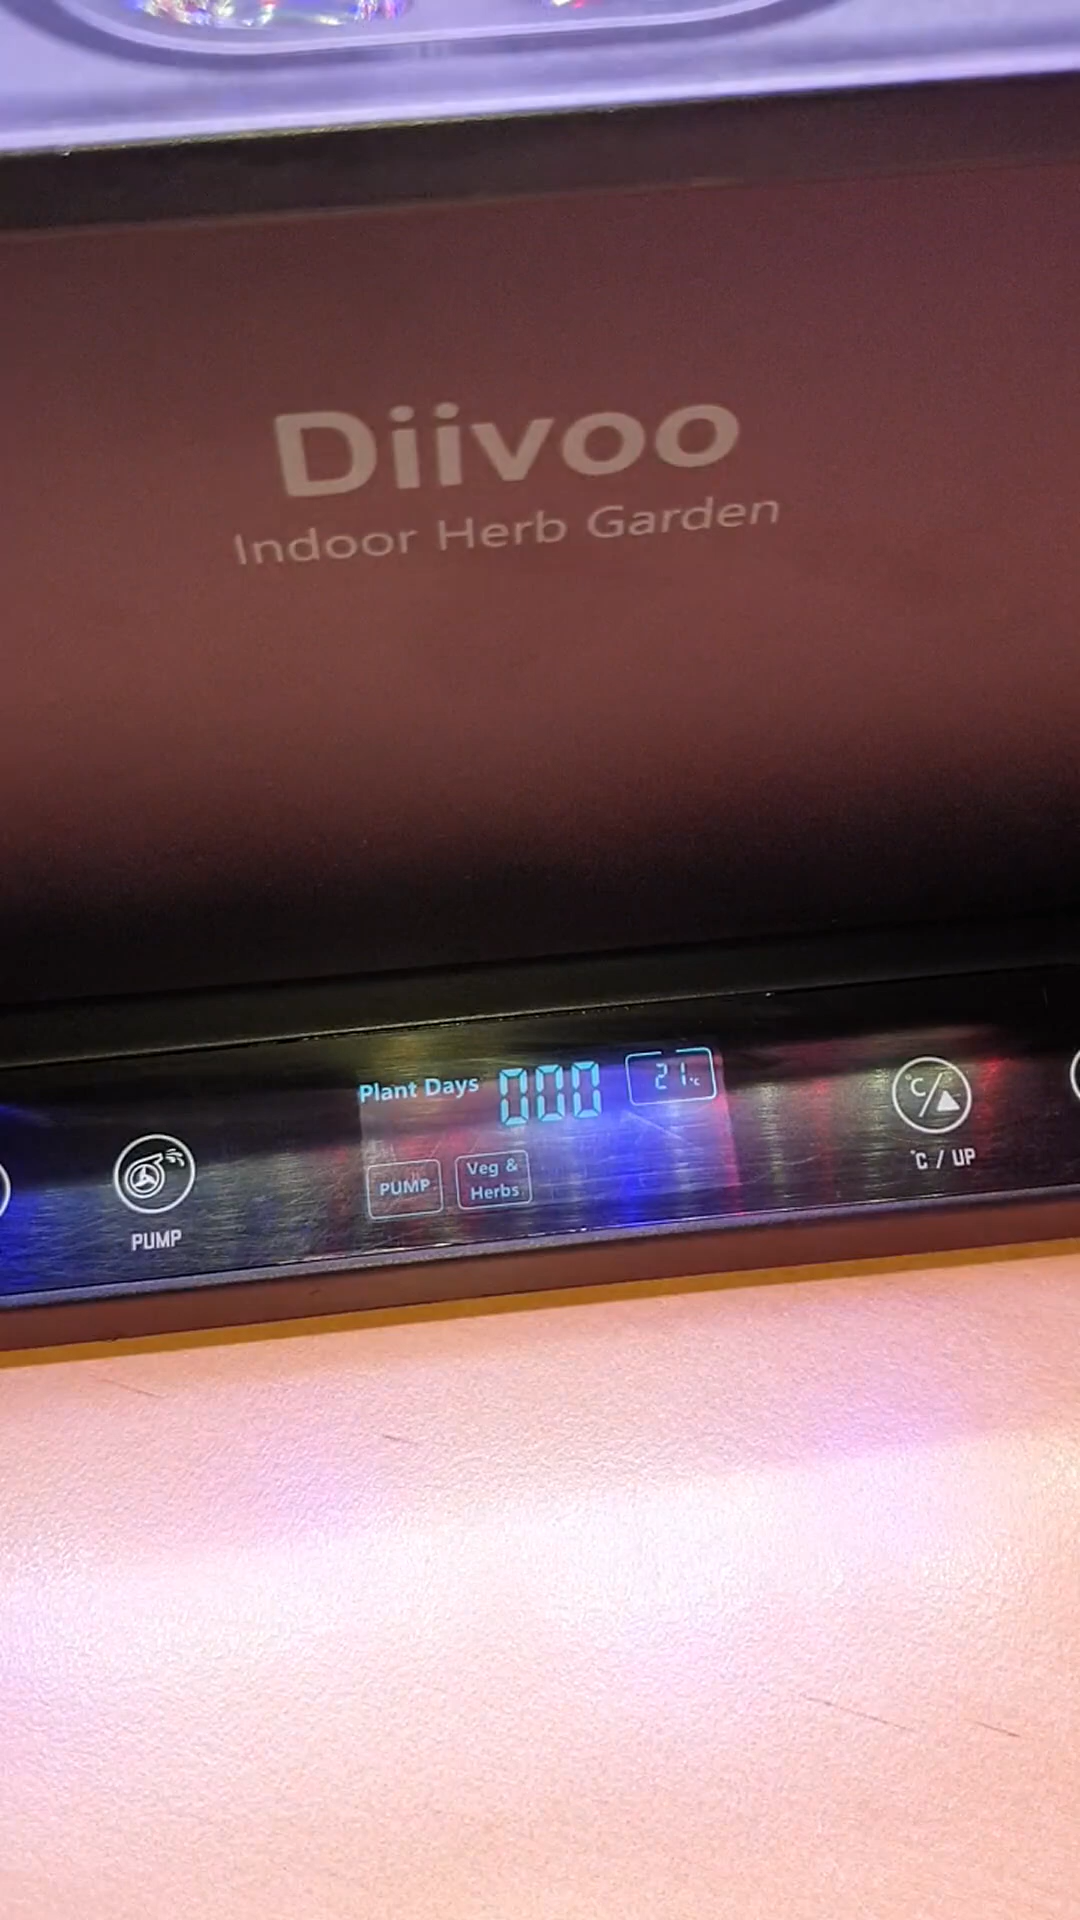 Diivoo
Indoor Herb Garden
Plant Days 000 21°C
PUMP Veg & Herbs
°C
PUMP
°C / UP